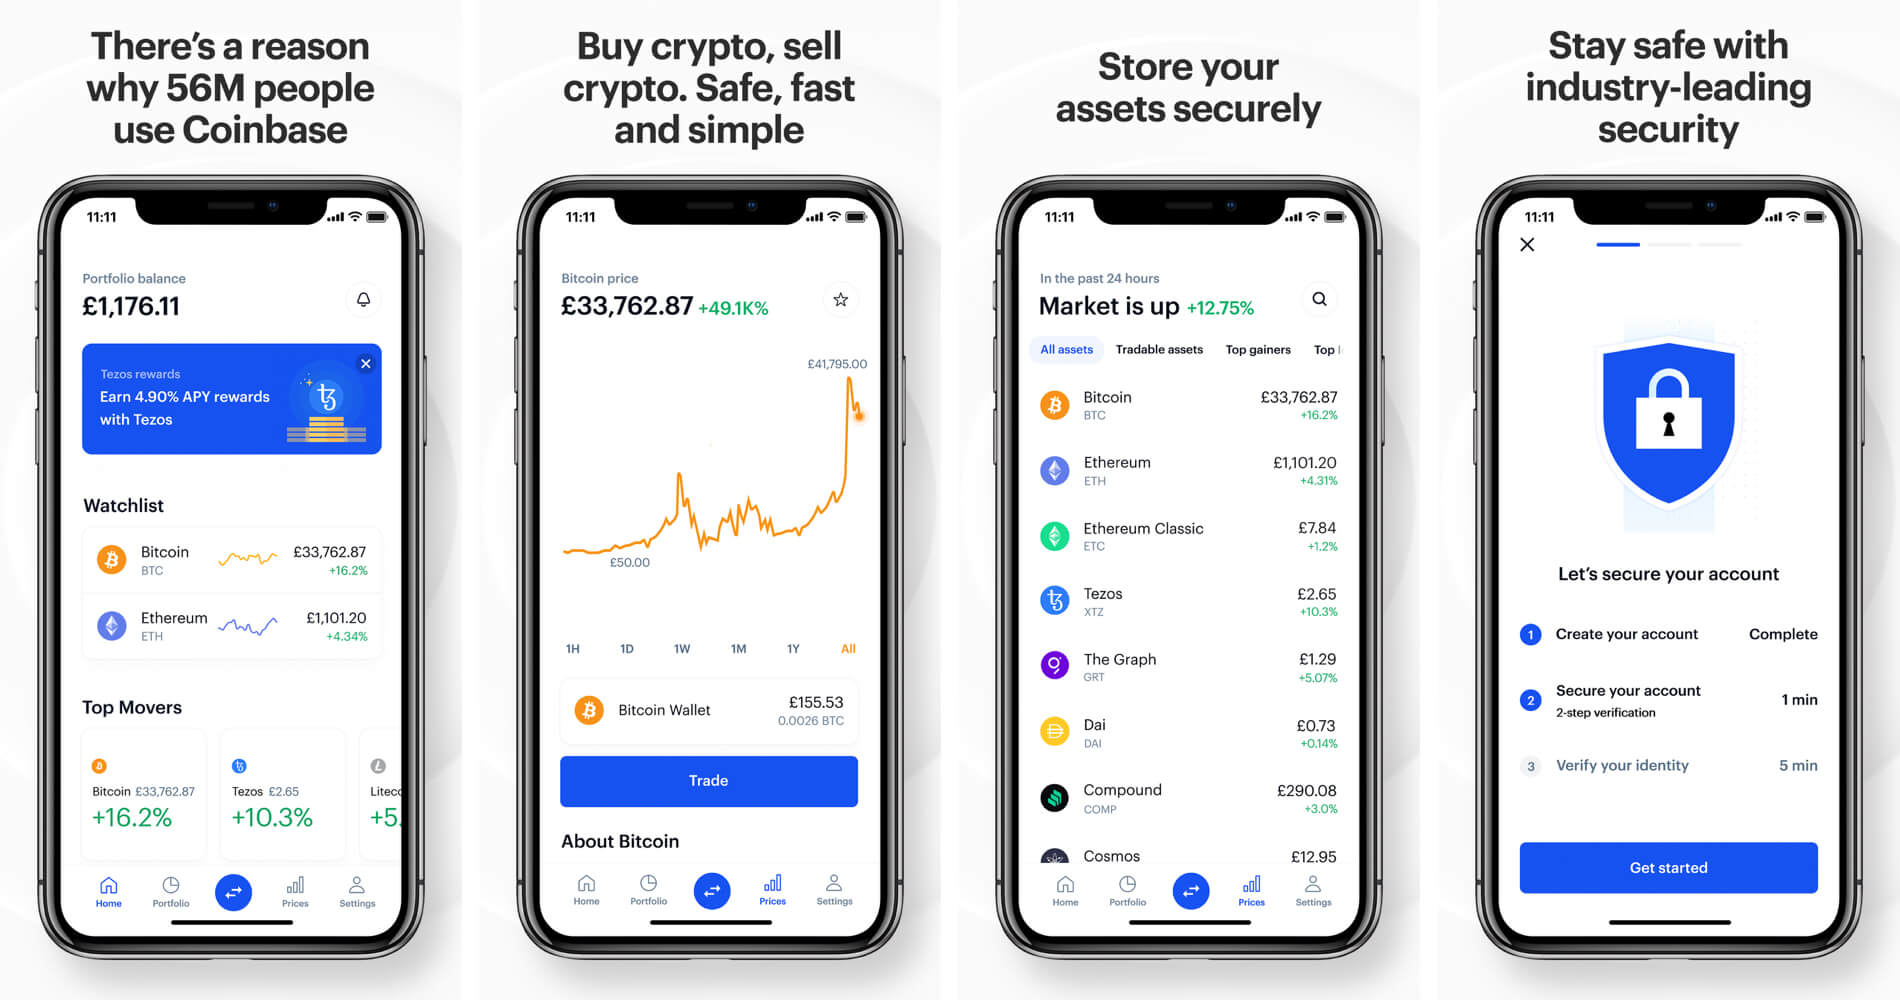 There's a reason
why 56M people
use Coinbase
11:11
Portfolio balance
£1,176.11
Tezos rewards
Earn 4.90% APY rewards
with Tezos
Watchlist
Bitcoin £33,762.87
BTC +16.2%
Ethereum £1,101.20
ETH +4.34%
Top Movers
Bitcoin £33,762.87 Tezos £2.65 Litec
+16.2% +10.3% +5.
Home Portfolio Prices Settings
Buy crypto, sell
crypto. Safe, fast
and simple
11:11
Bitcoin price
£33,762.87 +49.1K%
£41,795.00
£50.00
1H 1D 1W 1M 1Y All
Bitcoin Wallet £155.53
0.0026 BTC
Trade
About Bitcoin
Home Portfolio Prices Settings
Store your
assets securely
11:11
In the past 24 hours
Market is up +12.75%
All assets Tradable assets Top gainers Top
Bitcoin £33,762.87
BTC +16.2%
Ethereum £1,101.20
ETH +4.31%
Ethereum Classic £7.84
ETC +1.2%
Tezos £2.65
XTZ +10.3%
The Graph £1.29
GRT +5.07%
Dai £0.73
DAI +0.14%
Compound £290.08
COMP +3.0%
Cosmos £12.95
Home Portfolio Prices Settings
Stay safe with
industry-leading
security
11:11
Let's secure your account
1 Create your account Complete
2 Secure your account 1 min
2-step verification
3 Verify your identity 5 min
Get started